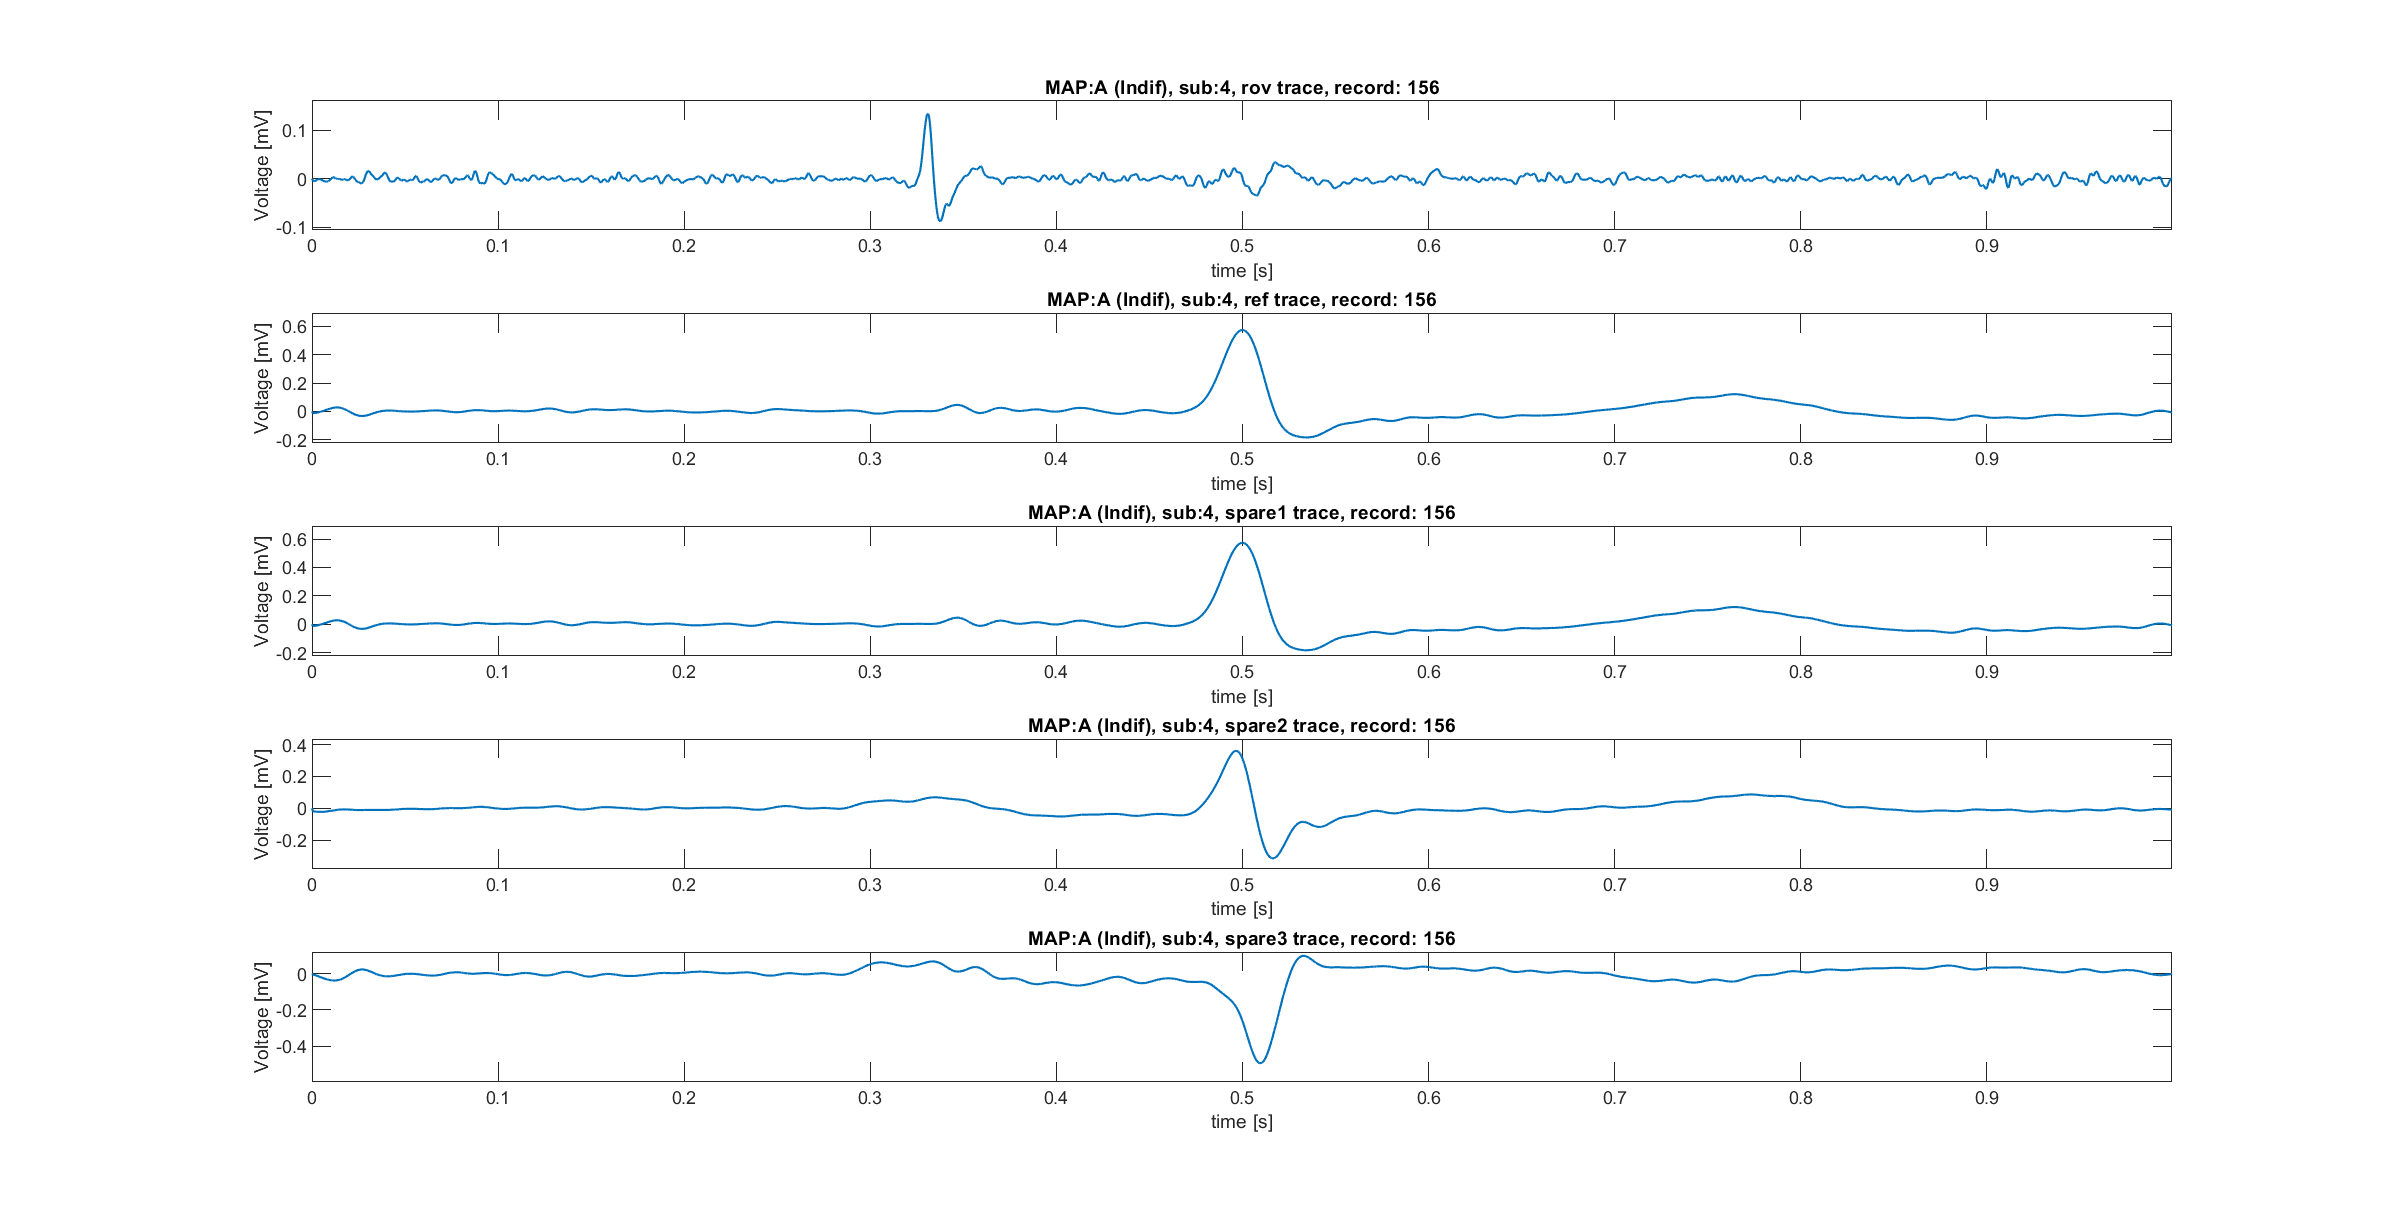 MAP:A (Indif), sub:4, rov trace, record: 156
Voltage [mV]
0.1
0
-0.1
0 0.1 0.2 0.3 0.4 0.5 0.6 0.7 0.8 0.9
time [s]
MAP:A (Indif), sub:4, ref trace, record: 156
Voltage [mV]
0.6
0.4
0.2
0
-0.2
0 0.1 0.2 0.3 0.4 0.5 0.6 0.7 0.8 0.9
time [s]
MAP:A (Indif), sub:4, spare1 trace, record: 156
Voltage [mV]
0.6
0.4
0.2
0
-0.2
0 0.1 0.2 0.3 0.4 0.5 0.6 0.7 0.8 0.9
time [s]
MAP:A (Indif), sub:4, spare2 trace, record: 156
Voltage [mV]
0.4
0.2
0
-0.2
0 0.1 0.2 0.3 0.4 0.5 0.6 0.7 0.8 0.9
time [s]
MAP:A (Indif), sub:4, spare3 trace, record: 156
Voltage [mV]
0
-0.2
-0.4
0 0.1 0.2 0.3 0.4 0.5 0.6 0.7 0.8 0.9
time [s]